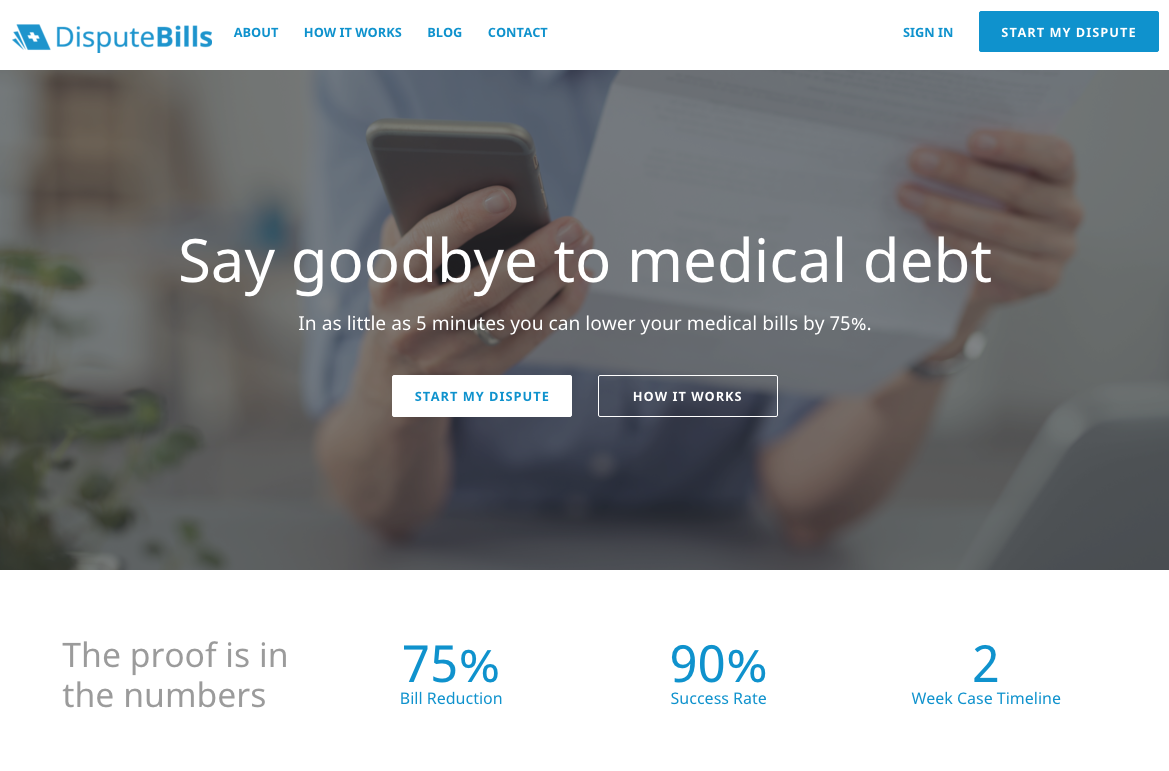 DisputeBills
ABOUT
HOW IT WORKS
BLOG
CONTACT
SIGN IN
START MY DISPUTE
Say goodbye to medical debt
In as little as 5 minutes you can lower your medical bills by 75%.
START MY DISPUTE
HOW IT WORKS
The proof is in
the numbers
75%
Bill Reduction
90%
Success Rate
2
Week Case Timeline